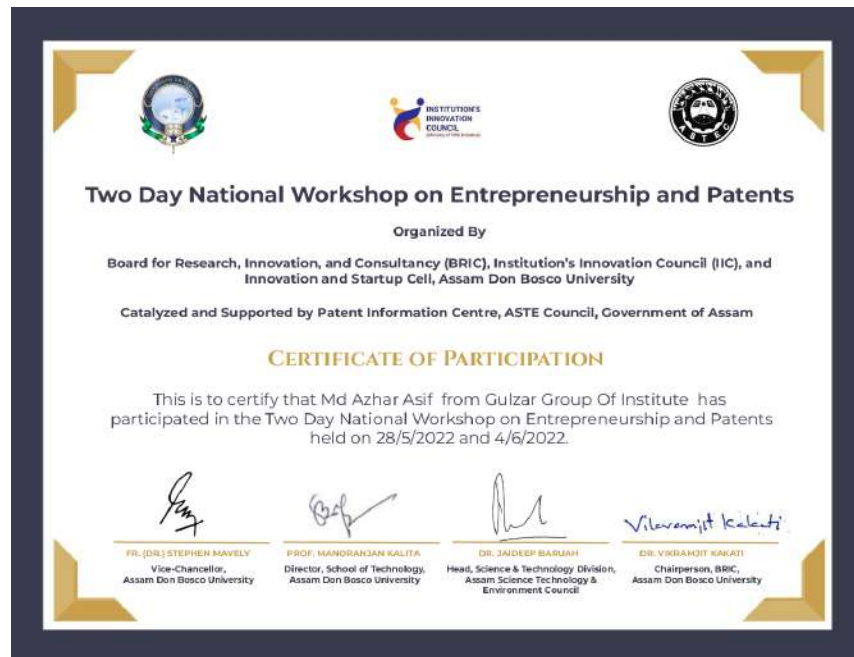 INSTITUTION'S
INNOVATION
COUNCIL
ASTEC
Two Day National Workshop on Entrepreneurship and Patents
Organized By
Board for Research, Innovation, and Consultancy (BRIC), Institution's Innovation Council (IIC), and
Innovation and Startup Cell, Assam Don Bosco University
Catalyzed and Supported by Patent Information Centre, ASTE Council, Government of Assam
CERTIFICATE OF PARTICIPATION
This is to certify that Md Azhar Asif from Gulzar Group Of Institute has
participated in the Two Day National Workshop on Entrepreneurship and Patents
held on 28/5/2022 and 4/6/2022.
FR. (DR.) STEPHEN MAVELY
Vice-Chancellor,
Assam Don Bosco University
PROF. MANORANJAN KALITA
Director, School of Technology,
Assam Don Bosco University
DR. JAIDEEP BARUAH
Head, Science & Technology Division,
Assam Science Technology &
Environment Council
DR. VIKRAMJIT KAKATI
Chairperson, BRIC,
Assam Don Bosco University